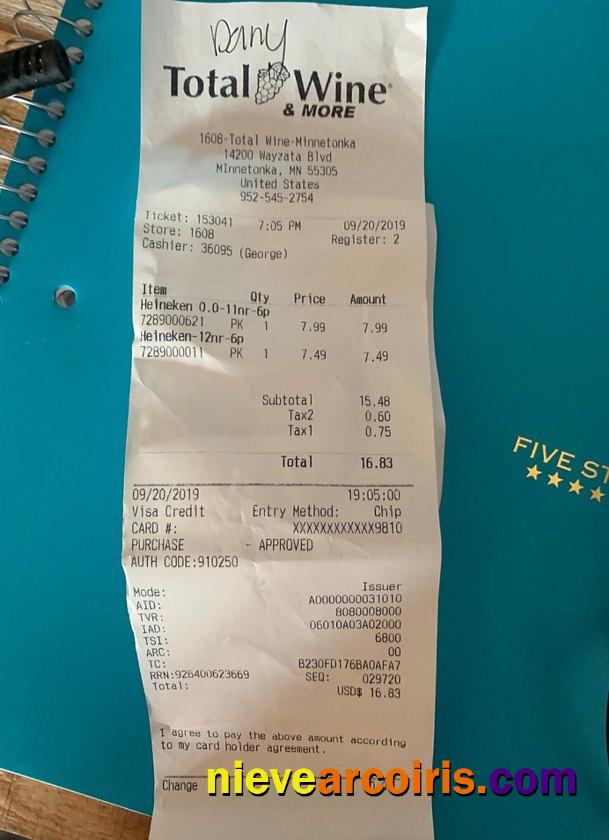 Dany
Total Wine
& MORE
1608-Total Wine-Minnetonka
14200 Wayzata Blvd
MInnetonka, MN 55305
United States
952-545-2754
Ticket: 153041 7:05 PM 09/20/2019
Store: 1608 Register: 2
Cashier: 36095 (George)
Item Qty Price Amount
Heineken 0.0-11nr-6p
7289000621 PK 1 7.99 7.99
Heineken-12nr-6p
7289000011 PK 1 7.49 7.49
Subtotal 15.48
Tax2 0.60
Tax1 0.75
Total 16.83
09/20/2019 19:05:00
Visa Credit Entry Method: Chip
CARD #: XXXXXXXXXXXX9810
PURCHASE - APPROVED
AUTH CODE:910250
Mode: Issuer
AID: A0000000031010
TVR: 8080008000
IAD: 06010A03A02000
TSI: 6800
ARC: 00
TC: B230FD176BA0AFA7
RRN:926400623669 SEQ: 029720
Total: USD$ 16.83
I agree to pay the above amount according
to my card holder agreement.
Change
nievearcoiris.com
FIVE ST